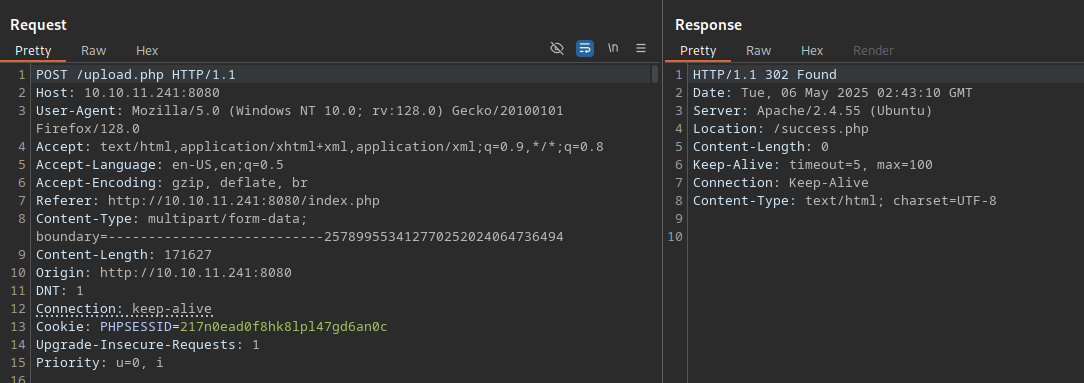 Request
Pretty Raw Hex \n
1 POST /upload.php HTTP/1.1
2 Host: 10.10.11.241:8080
3 User-Agent: Mozilla/5.0 (Windows NT 10.0; rv:128.0) Gecko/20100101
Firefox/128.0
4 Accept: text/html,application/xhtml+xml,application/xml;q=0.9,*/*;q=0.8
5 Accept-Language: en-US,en;q=0.5
6 Accept-Encoding: gzip, deflate, br
7 Referer: http://10.10.11.241:8080/index.php
8 Content-Type: multipart/form-data;
boundary=---------------------------257899553412770252024064736494
9 Content-Length: 171627
10 Origin: http://10.10.11.241:8080
11 DNT: 1
12 Connection: keep-alive
13 Cookie: PHPSESSID=217n0ead0f8hk8lpl47gd6an0c
14 Upgrade-Insecure-Requests: 1
15 Priority: u=0, i
16
Response
Pretty Raw Hex Render
1 HTTP/1.1 302 Found
2 Date: Tue, 06 May 2025 02:43:10 GMT
3 Server: Apache/2.4.55 (Ubuntu)
4 Location: /success.php
5 Content-Length: 0
6 Keep-Alive: timeout=5, max=100
7 Connection: Keep-Alive
8 Content-Type: text/html; charset=UTF-8
9
10